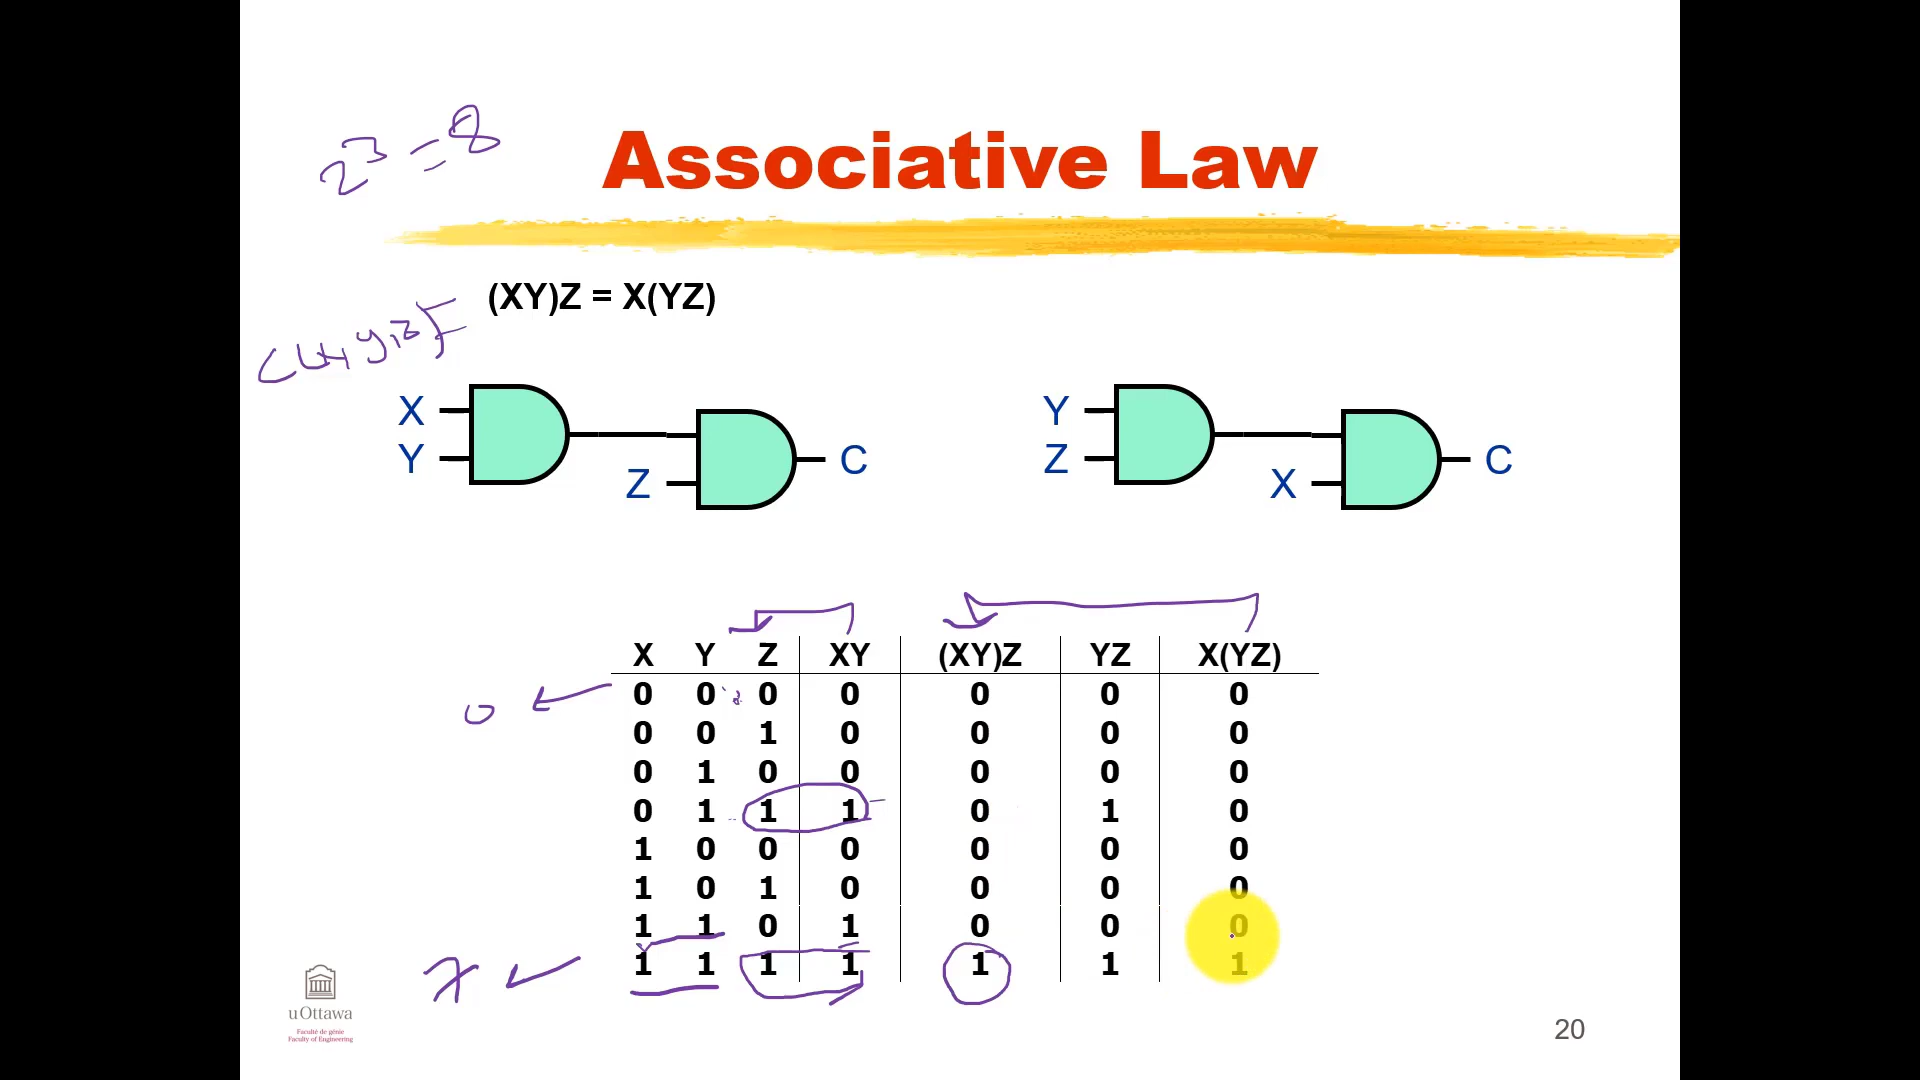 2³ = 8
Associative Law
(XY)Z = X(YZ)
X
Y
Z
C
Y
Z
X
C
X Y Z XY (XY)Z YZ X(YZ)
0 0 0 0 0 0 0
0 0 1 0 0 0 0
0 1 0 0 0 0 0
0 1 1 1 0 1 0
1 0 0 0 0 0 0
1 0 1 0 0 0 0
1 1 0 1 0 0 0
1 1 1 1 1 1 1
0
7
uOttawa
Faculté de génie
Faculty of Engineering
20